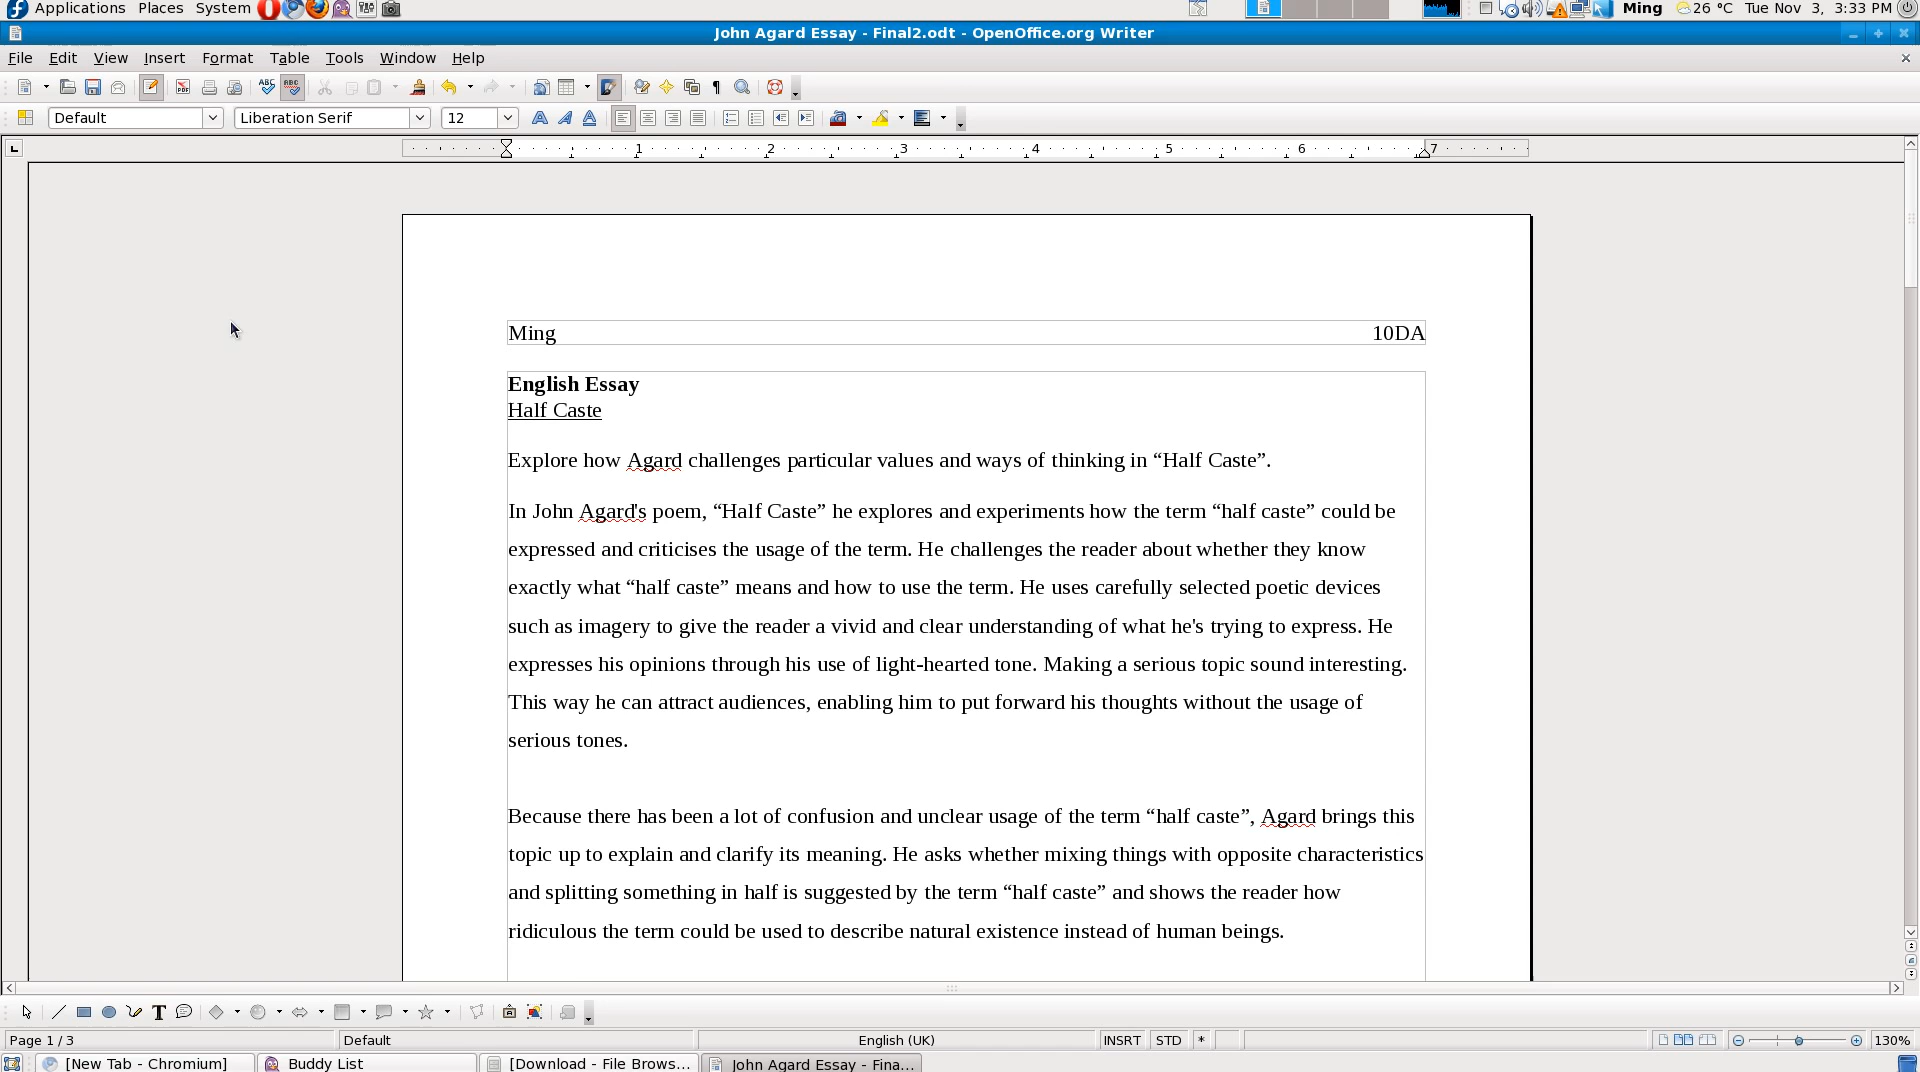 Applications Places System Ming 26 °C Tue Nov 3, 3:33 PM
John Agard Essay - Final2.odt - OpenOffice.org Writer
File Edit View Insert Format Table Tools Window Help
Default Liberation Serif 12
1 2 3 4 5 6 7
Ming 10DA
English Essay
Half Caste
Explore how Agard challenges particular values and ways of thinking in “Half Caste”.
In John Agard's poem, “Half Caste” he explores and experiments how the term “half caste” could be
expressed and criticises the usage of the term. He challenges the reader about whether they know
exactly what “half caste” means and how to use the term. He uses carefully selected poetic devices
such as imagery to give the reader a vivid and clear understanding of what he's trying to express. He
expresses his opinions through his use of light-hearted tone. Making a serious topic sound interesting.
This way he can attract audiences, enabling him to put forward his thoughts without the usage of
serious tones.
Because there has been a lot of confusion and unclear usage of the term “half caste”, Agard brings this
topic up to explain and clarify its meaning. He asks whether mixing things with opposite characteristics
and splitting something in half is suggested by the term “half caste” and shows the reader how
ridiculous the term could be used to describe natural existence instead of human beings.
Page 1 / 3 Default English (UK) INSRT STD * 130%
[New Tab - Chromium] Buddy List [Download - File Brows... John Agard Essay - Fina...